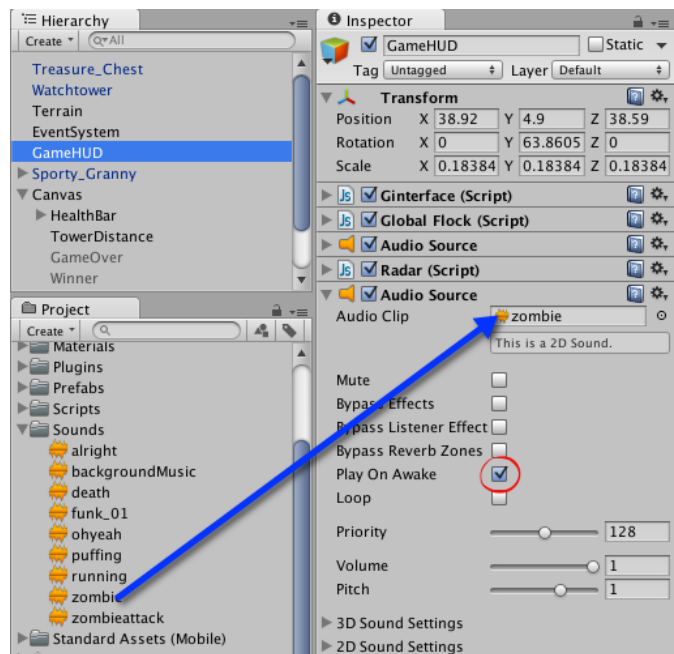 Hierarchy
Create
All
Treasure_Chest
Watchtower
Terrain
EventSystem
GameHUD
Sporty_Granny
Canvas
HealthBar
TowerDistance
GameOver
Winner
Project
Create
Materials
Plugins
Prefabs
Scripts
Sounds
alright
backgroundMusic
death
funk_01
ohyeah
puffing
running
zombie
zombieattack
Standard Assets (Mobile)
Inspector
GameHUD Static
Tag Untagged Layer Default
Transform
Position X 38.92 Y 4.9 Z 38.59
Rotation X 0 Y 63.8605 Z 0
Scale X 0.18384 Y 0.18384 Z 0.18384
Js Ginterface (Script)
Js Global Flock (Script)
Audio Source
Js Radar (Script)
Audio Source
Audio Clip zombie
This is a 2D Sound.
Mute
Bypass Effects
Bypass Listener Effect
Bypass Reverb Zones
Play On Awake
Loop
Priority 128
Volume 1
Pitch 1
3D Sound Settings
2D Sound Settings